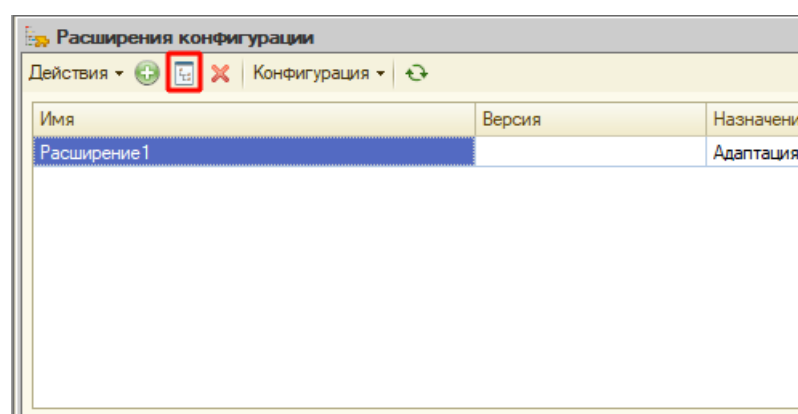 Расширения конфигурации
Действия Конфигурация
Имя Версия Назначени
Расширение1 Адаптация